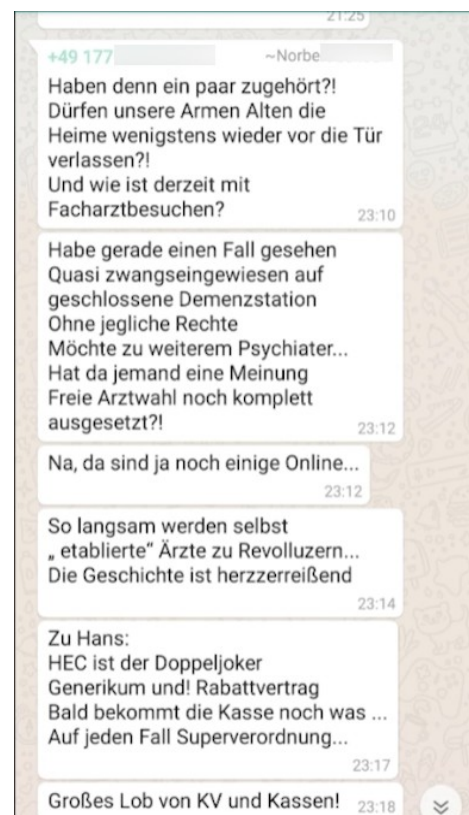 21:25
+49 177 ~Norbe
Haben denn ein paar zugehört?!
Dürfen unsere Armen Alten die
Heime wenigstens wieder vor die Tür
verlassen?!
Und wie ist derzeit mit
Facharztbesuchen?
23:10
Habe gerade einen Fall gesehen
Quasi zwangseingewiesen auf
geschlossene Demenzstation
Ohne jegliche Rechte
Möchte zu weiterem Psychiater...
Hat da jemand eine Meinung
Freie Arztwahl noch komplett
ausgesetzt?!
23:12
Na, da sind ja noch einige Online...
23:12
So langsam werden selbst
„ etablierte“ Ärzte zu Revolluzern...
Die Geschichte ist herzzerreißend
23:14
Zu Hans:
HEC ist der Doppeljoker
Generikum und! Rabattvertrag
Bald bekommt die Kasse noch was ...
Auf jeden Fall Superverordnung...
23:17
Großes Lob von KV und Kassen! 23:18